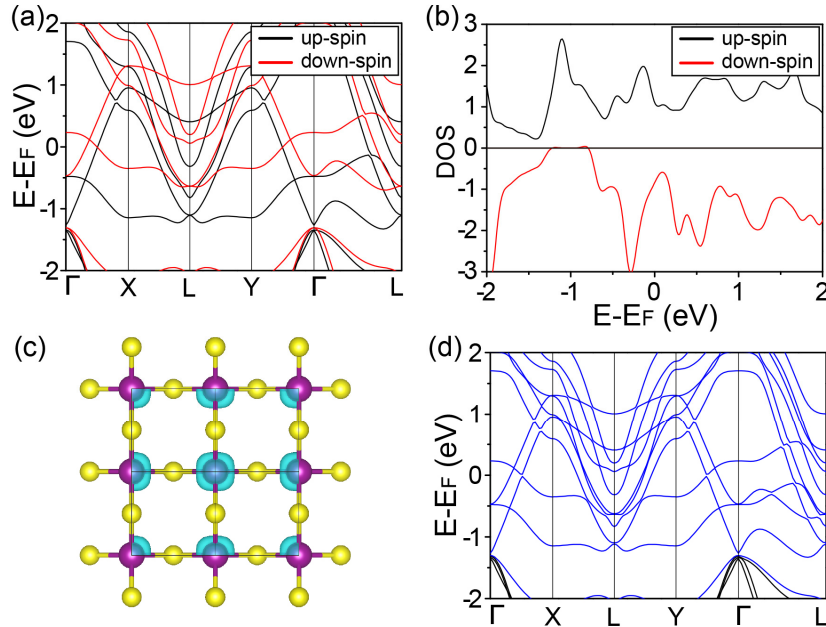 (a)
2
1
0
-1
-2
E-EF (eV)
up-spin
down-spin
Γ X L Y Γ L
(b)
3
2
1
0
-1
-2
-3
DOS
up-spin
down-spin
-2 -1 0 1 2
E-EF (eV)
(c)
(d)
2
1
0
-1
-2
E-EF (eV)
Γ X L Y Γ L